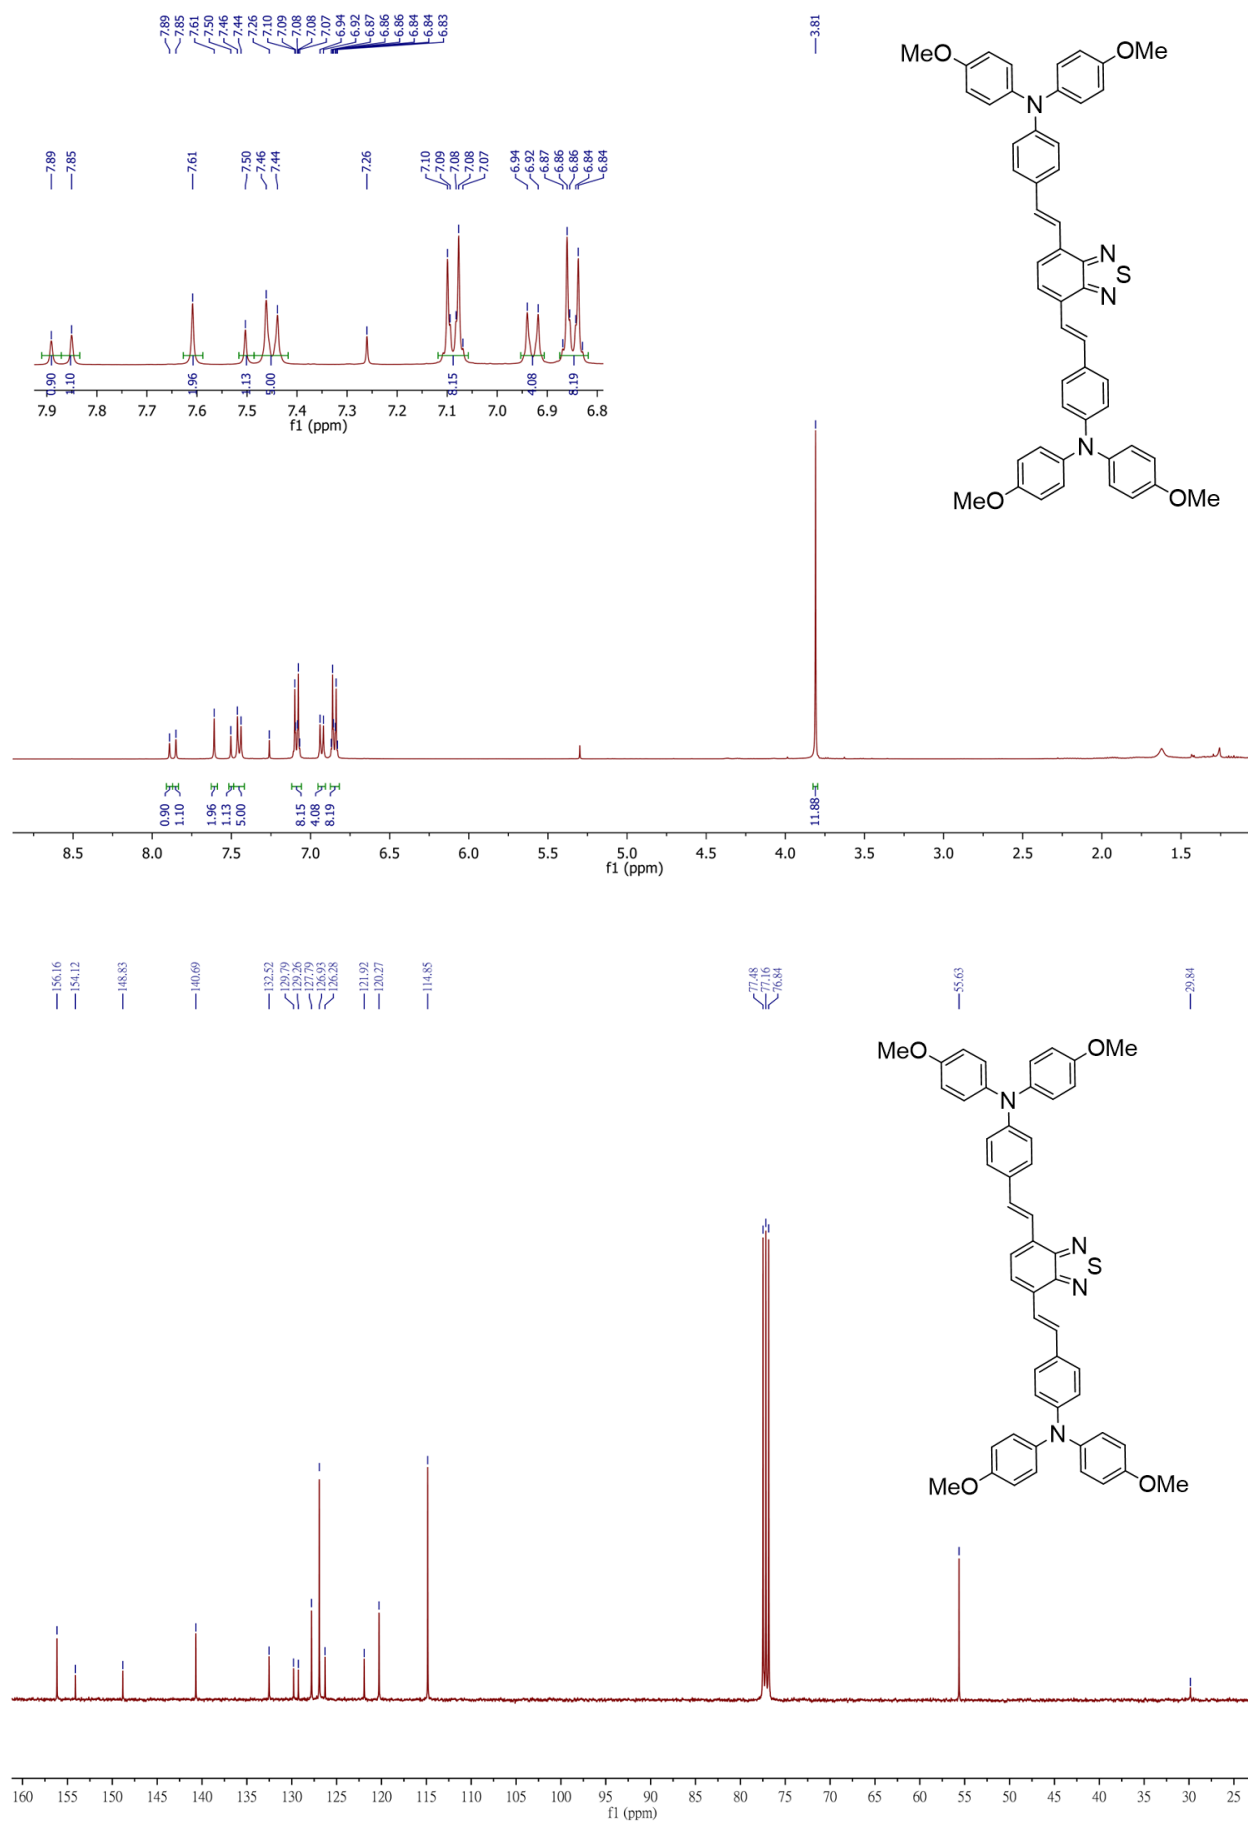 7.89 7.85 7.61 7.50 7.46 7.44 7.26 7.10 7.09 7.08 7.08 7.07 6.94 6.92 6.87 6.86 6.86 6.84 6.84 6.83
3.81
MeO OMe
N
7.89 7.85 7.61 7.50 7.46 7.44 7.26 7.10 7.09 7.08 7.08 7.07 6.94 6.92 6.87 6.86 6.86 6.84 6.84
N
S
N
0.90 1.10 1.96 1.13 5.00 8.15 4.08 8.19
7.9 7.8 7.7 7.6 7.5 7.4 7.3 7.2 7.1 7.0 6.9 6.8
f1 (ppm)
N
MeO OMe
0.90 1.10 1.96 1.13 5.00 8.15 4.08 8.19 11.88
8.5 8.0 7.5 7.0 6.5 6.0 5.5 5.0 4.5 4.0 3.5 3.0 2.5 2.0 1.5
f1 (ppm)
156.16 154.12 148.83 140.69 132.52 129.79 129.26 127.79 126.93 126.28 121.92 120.27 114.85 77.48 77.16 76.84 55.63 29.84
MeO OMe
N
N
S
N
N
MeO OMe
160 155 150 145 140 135 130 125 120 115 110 105 100 95 90 85 80 75 70 65 60 55 50 45 40 35 30 25
f1 (ppm)